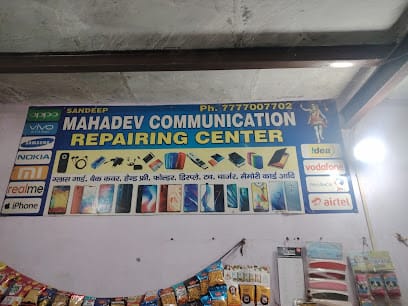 SANDEEP
Ph. 7777007702
MAHADEV COMMUNICATION
REPAIRING CENTER
oppo
vivo
SAMSUNG
NOKIA
mi
realme
iPhone
Idea
vodafone
airtel
ग्लास गार्ड, बैक कवर, हैण्ड फ्री, फोल्डर, डिस्प्ले, टच, चार्जर, मेमोरी कार्ड आदि